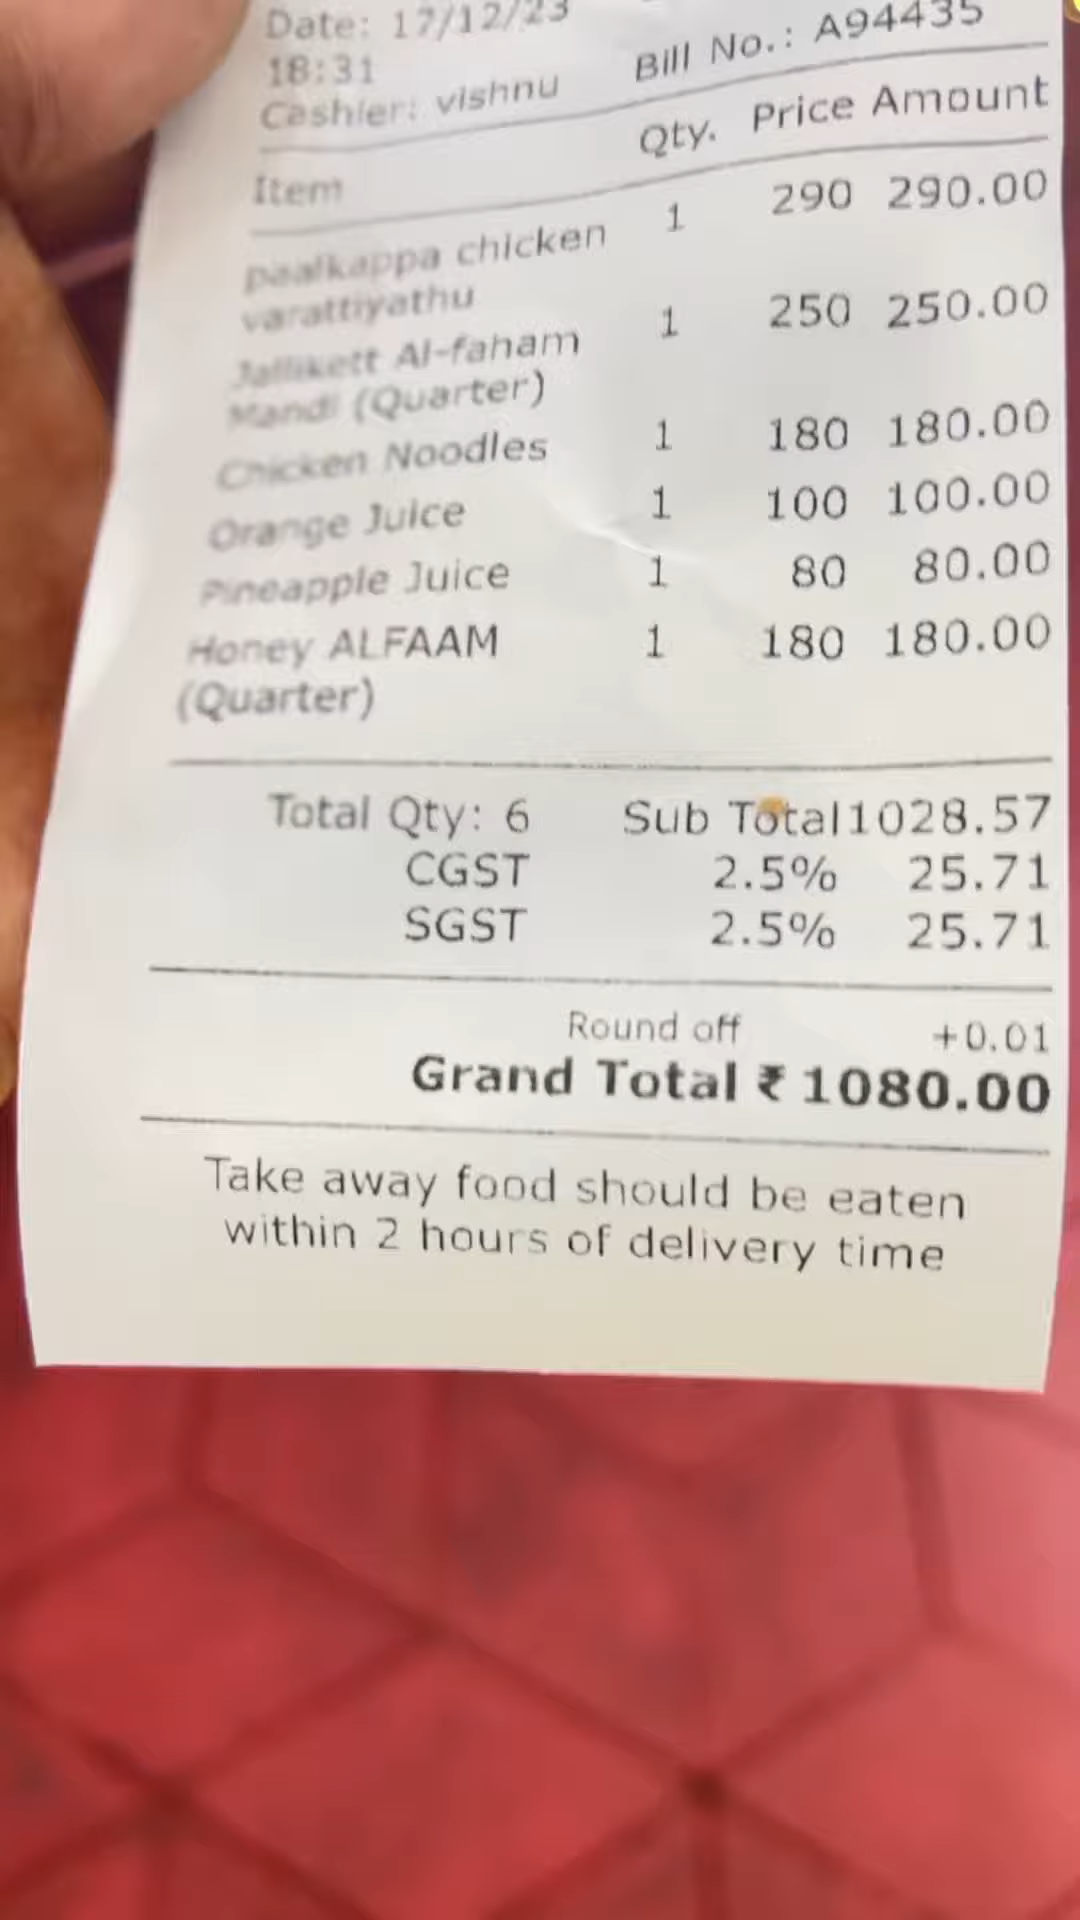 Date: 17/12/23
18:31
Bill No.: A94435
Cashier: vishnu
Item Qty. Price Amount
paalkappa chicken 1 290 290.00
varattiyathu
Jallikett Al-faham 1 250 250.00
Mandi (Quarter)
Chicken Noodles 1 180 180.00
Orange Juice 1 100 100.00
Pineapple Juice 1 80 80.00
Honey ALFAAM 1 180 180.00
(Quarter)
Total Qty: 6 Sub Total 1028.57
CGST 2.5% 25.71
SGST 2.5% 25.71
Round off +0.01
Grand Total ₹ 1080.00
Take away food should be eaten
within 2 hours of delivery time